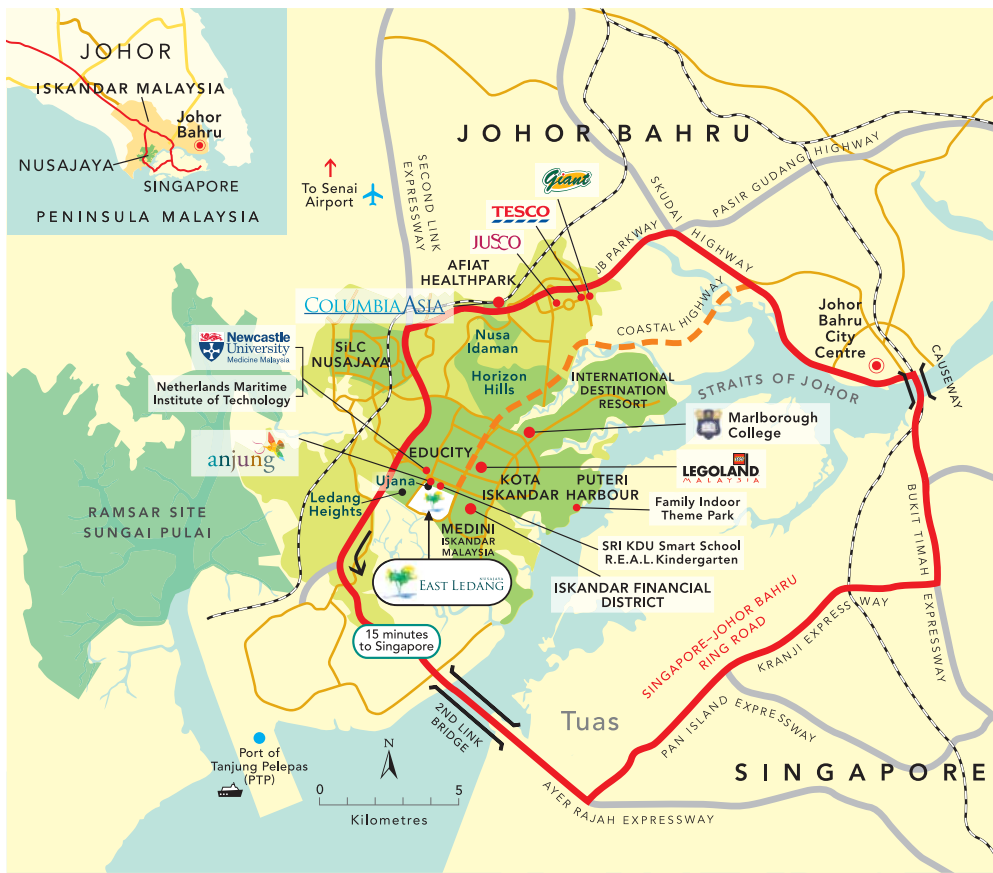 JOHOR
ISKANDAR MALAYSIA
Johor
Bahru
NUSAJAYA
SINGAPORE
PENINSULA MALAYSIA
To Senai
Airport
SECOND LINK
EXPRESSWAY
JOHOR BAHRU
PASIR GUDANG HIGHWAY
SKUDAI HIGHWAY
JB PARKWAY
Giant
TESCO
JUSCO
AFIAT
HEALTHPARK
COLUMBIA ASIA
COASTAL HIGHWAY
Johor
Bahru
City
Centre
CAUSEWAY
STRAITS OF JOHOR
Newcastle
University
Medicine Malaysia
SiLC
NUSAJAYA
Nusa
Idaman
Horizon
Hills
INTERNATIONAL
DESTINATION
RESORT
Netherlands Maritime
Institute of Technology
Marlborough
College
anjung
EDUCITY
LEGOLAND
MALAYSIA
Ujana
KOTA
ISKANDAR
PUTERI
HARBOUR
Ledang
Heights
Family Indoor
Theme Park
RAMSAR SITE
SUNGAI PULAI
MEDINI
ISKANDAR
MALAYSIA
SRI KDU Smart School
R.E.A.L. Kindergarten
NUSAJAYA
EAST LEDANG
ISKANDAR FINANCIAL
DISTRICT
BUKIT TIMAH EXPRESSWAY
15 minutes
to Singapore
SINGAPORE–JOHOR BAHRU
RING ROAD
KRANJI EXPRESSWAY
PAN ISLAND EXPRESSWAY
2ND LINK
BRIDGE
Tuas
Port of
Tanjung Pelepas
(PTP)
N
0 5
Kilometres
SINGAPORE
AYER RAJAH EXPRESSWAY